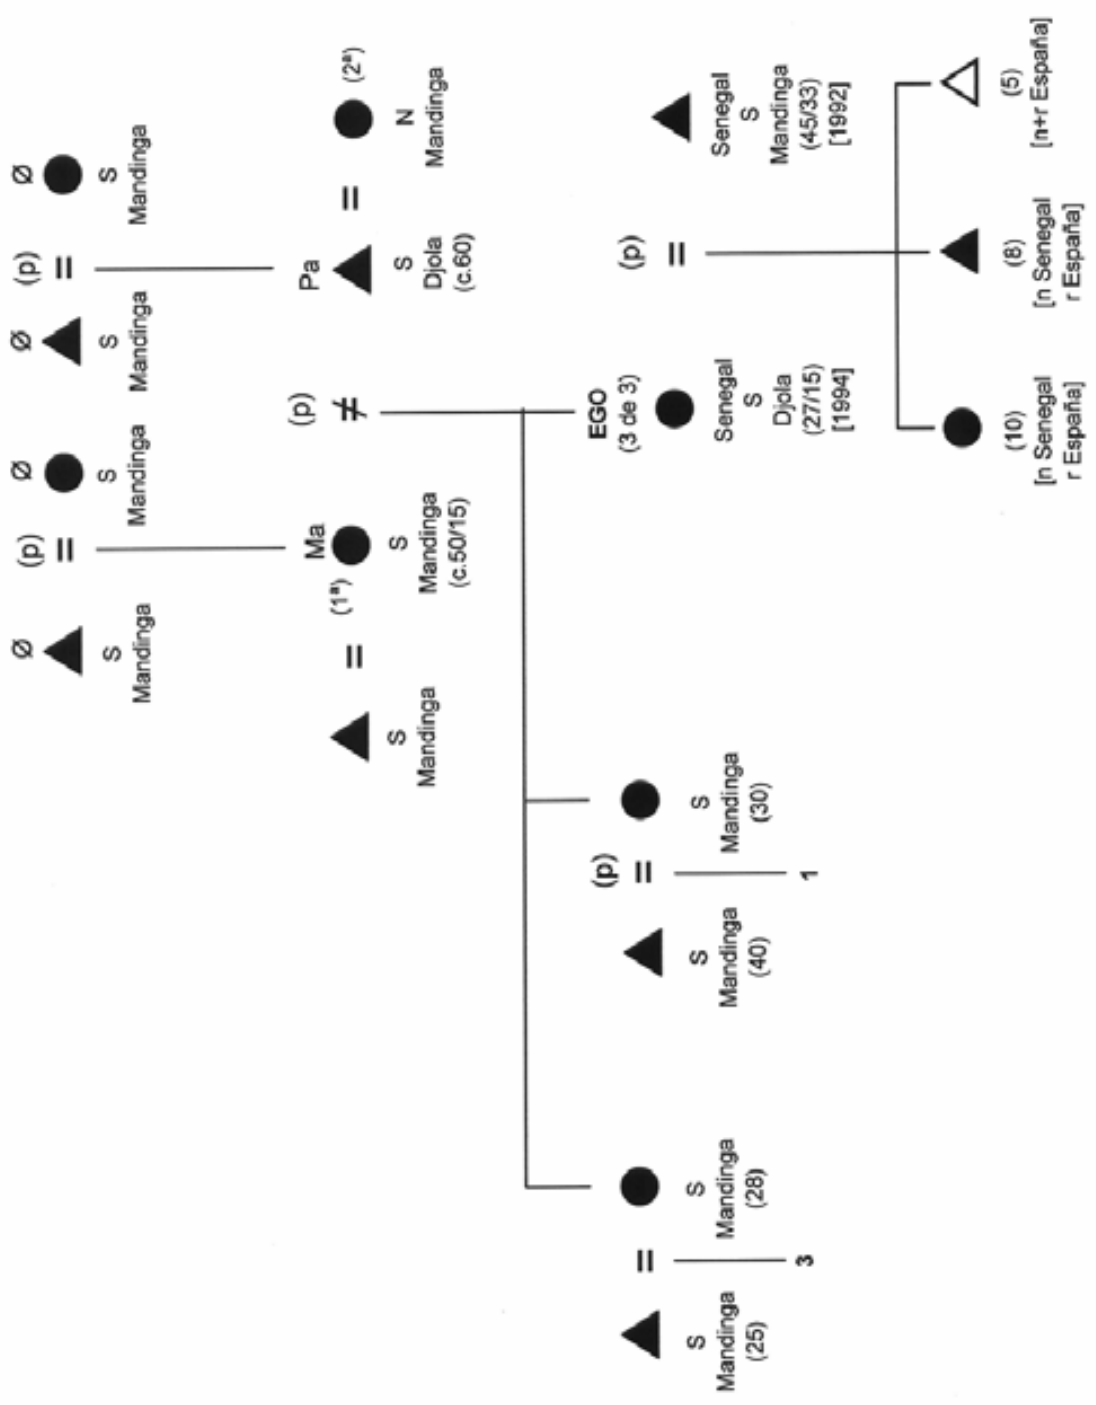 Ø (p) Ø Ø (p) Ø
= =
S S S S
Mandinga Mandinga Mandinga Mandinga
Ma (p) Pa
= (1ª) ≠ = (2ª)
S S S N
Mandinga Mandinga Djola Mandinga
(c.50/15) (c.60)
EGO
(p) (3 de 3) (p)
= = =
S S Senegal Senegal
S S S S
Mandinga Mandinga Mandinga Mandinga Djola Mandinga
(25) (28) (40) (30) (27/15) (45/33)
[1994] [1992]
3 1
(10) (8) (5)
[n Senegal [n Senegal [n+r España]
r España] r España]